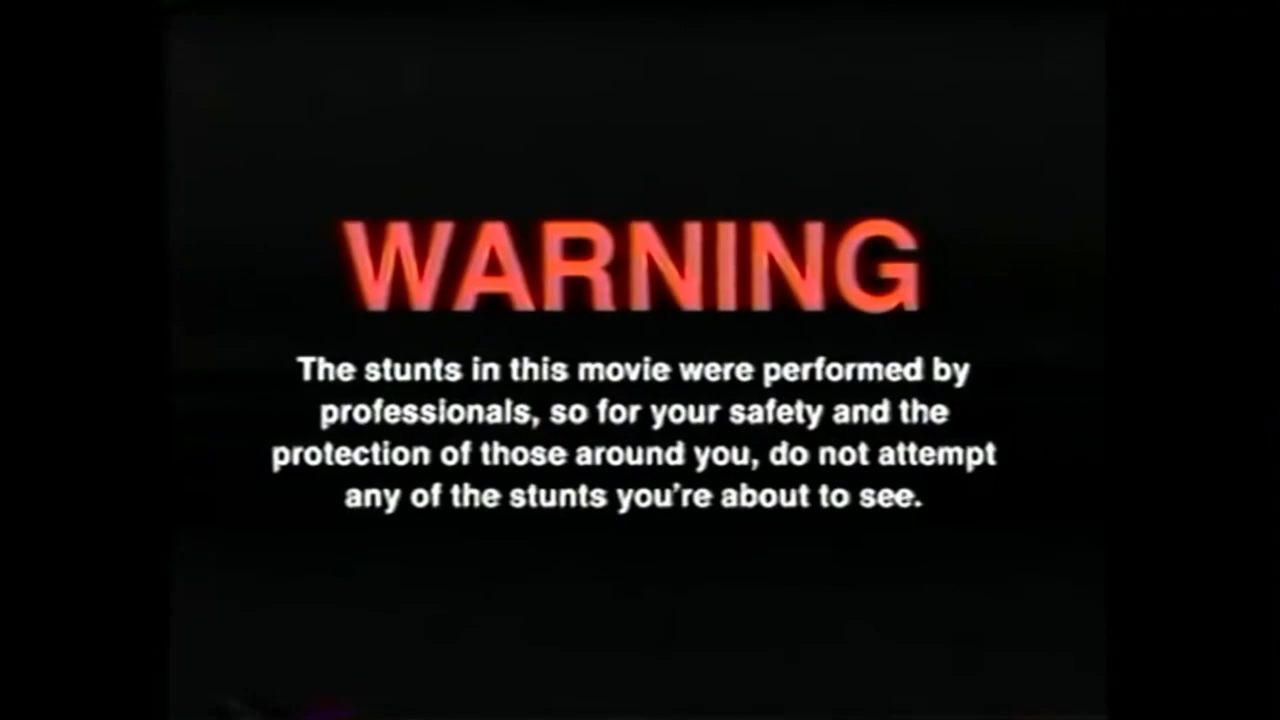 WARNING
The stunts in this movie were performed by
professionals, so for your safety and the
protection of those around you, do not attempt
any of the stunts you're about to see.